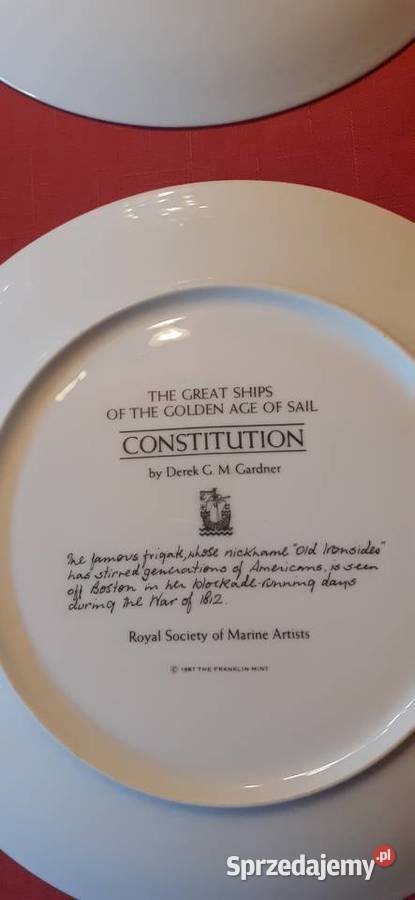 THE GREAT SHIPS
OF THE GOLDEN AGE OF SAIL
CONSTITUTION
by Derek G. M. Gardner
The famous frigate, whose nickname "Old Ironsides"
has stirred generations of Americans, is seen
off Boston in her blockade-running days
during the War of 1812.
Royal Society of Marine Artists
© 1987 THE FRANKLIN MINT
Sprzedajemy.pl